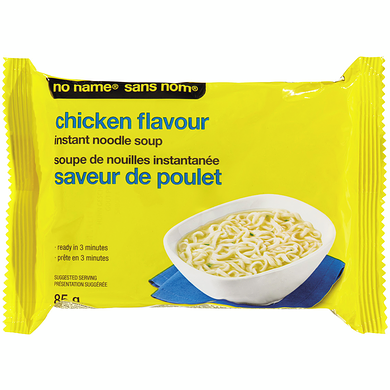 no name® sans nom®
chicken flavour
instant noodle soup
soupe de nouilles instantanée
saveur de poulet
· ready in 3 minutes
· prête en 3 minutes
SUGGESTED SERVING
PRÉSENTATION SUGGÉRÉE
85 g